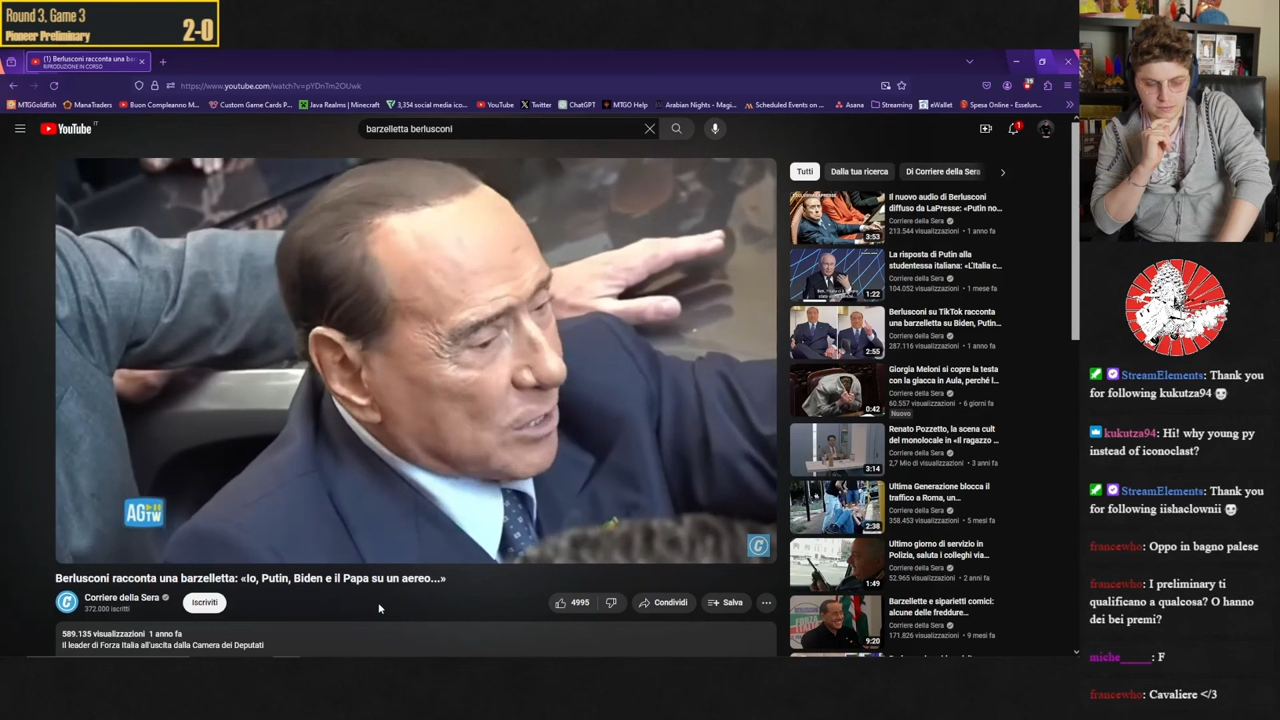 Round 3, Game 3
Pioneer Preliminary
2-0
(1) Berlusconi racconta una bar
RIPRODUZIONE IN CORSO
https://www.youtube.com/watch?v=pYDnTm2OUwk
MTGGoldfish
ManaTraders
Buon Compleanno M...
Custom Game Cards P...
Java Realms | Minecraft
3,354 social media ico...
YouTube
Twitter
ChatGPT
MTGO Help
Arabian Nights - Magi...
Scheduled Events on ...
Asana
Streaming
eWallet
Spesa Online - Esselun...
YouTube IT
barzelletta berlusconi
1
Tutti
Dalla tua ricerca
Di Corriere della Sera
AGTW
Il nuovo audio di Berlusconi
diffuso da LaPresse: «Putin no...
Corriere della Sera
213.544 visualizzazioni • 1 anno fa
3:53
La risposta di Putin alla
studentessa italiana: «L'Italia c...
Corriere della Sera
104.052 visualizzazioni • 1 mese fa
1:22
Berlusconi su TikTok racconta
una barzelletta su Biden, Putin...
Corriere della Sera
287.116 visualizzazioni • 1 anno fa
2:55
Giorgia Meloni si copre la testa
con la giacca in Aula, perché l...
Corriere della Sera
60.557 visualizzazioni • 6 giorni fa
Nuovo
0:42
Renato Pozzetto, la scena cult
del monolocale in «Il ragazzo ...
Corriere della Sera
2,7 Mio di visualizzazioni • 3 anni fa
3:14
Ultima Generazione blocca il
traffico a Roma, un...
Corriere della Sera
358.453 visualizzazioni • 5 mesi fa
2:38
Ultimo giorno di servizio in
Polizia, saluta i colleghi via...
Corriere della Sera
52.965 visualizzazioni • 2 anni fa
1:49
Barzellette e siparietti comici:
alcune delle freddure...
Corriere della Sera
171.826 visualizzazioni • 9 mesi fa
9:20
Berlusconi racconta una barzelletta: «Io, Putin, Biden e il Papa su un aereo...»
Corriere della Sera
372.000 iscritti
Iscriviti
4995
Condividi
Salva
589.135 visualizzazioni 1 anno fa
Il leader di Forza Italia all'uscita dalla Camera dei Deputati
StreamElements: Thank you
for following kukutza94
kukutza94: Hi! why young py
instead of iconoclast?
StreamElements: Thank you
for following iishaclownii
francewho: Oppo in bagno palese
francewho: I preliminary ti
qualificano a qualcosa? O hanno
dei bei premi?
miche_____: F
francewho: Cavaliere </3